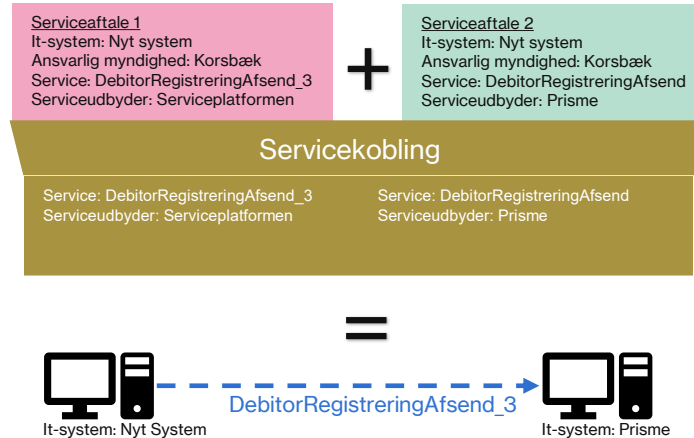 Serviceaftale 1
It-system: Nyt system
Ansvarlig myndighed: Korsbæk
Service: DebitorRegistreringAfsend_3
Serviceudbyder: Serviceplatformen
+
Serviceaftale 2
It-system: Nyt system
Ansvarlig myndighed: Korsbæk
Service: DebitorRegistreringAfsend
Serviceudbyder: Prisme
Servicekobling
Service: DebitorRegistreringAfsend_3
Serviceudbyder: Serviceplatformen
Service: DebitorRegistreringAfsend
Serviceudbyder: Prisme
=
DebitorRegistreringAfsend_3
It-system: Nyt System
It-system: Prisme